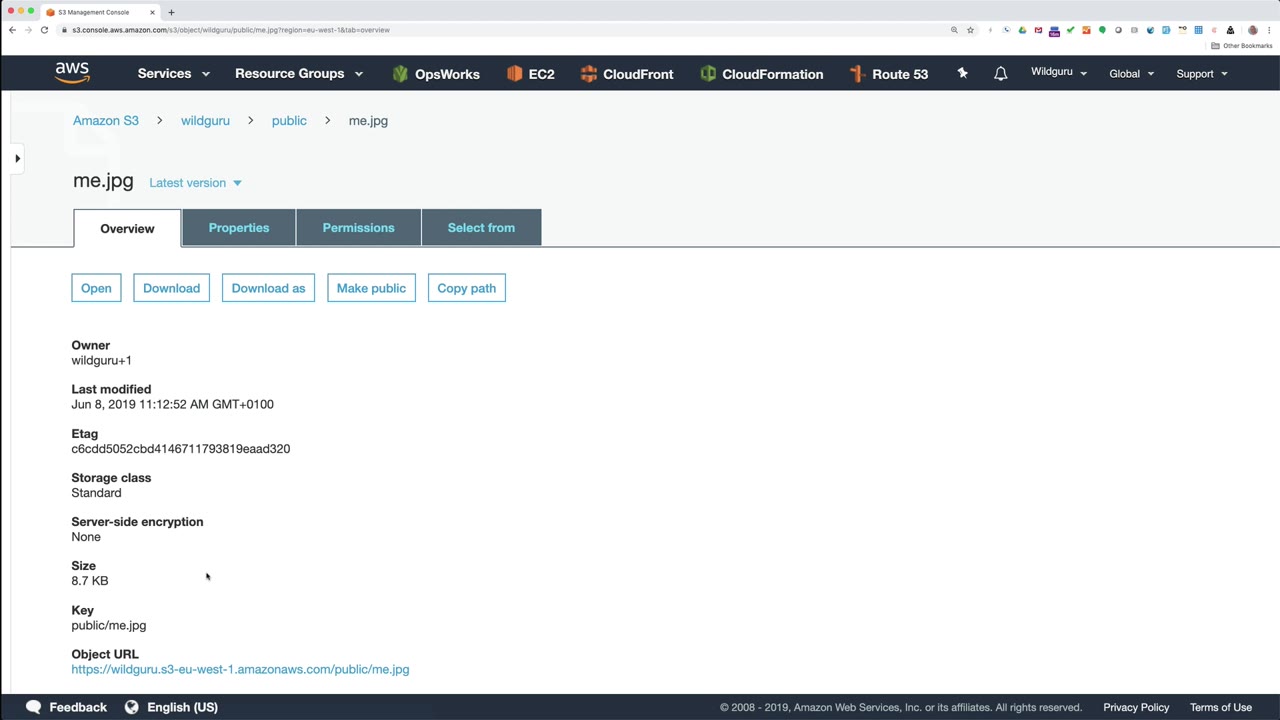 S3 Management Console
s3.console.aws.amazon.com/s3/object/wildguru/public/me.jpg?region=eu-west-1&tab=overview
Other Bookmarks
aws Services Resource Groups OpsWorks EC2 CloudFront CloudFormation Route 53 Wildguru Global Support
Amazon S3 > wildguru > public > me.jpg
me.jpg Latest version
Overview Properties Permissions Select from
Open Download Download as Make public Copy path
Owner
wildguru+1
Last modified
Jun 8, 2019 11:12:52 AM GMT+0100
Etag
c6cdd5052cbd4146711793819eaad320
Storage class
Standard
Server-side encryption
None
Size
8.7 KB
Key
public/me.jpg
Object URL
https://wildguru.s3-eu-west-1.amazonaws.com/public/me.jpg
Feedback English (US) © 2008 - 2019, Amazon Web Services, Inc. or its affiliates. All rights reserved. Privacy Policy Terms of Use